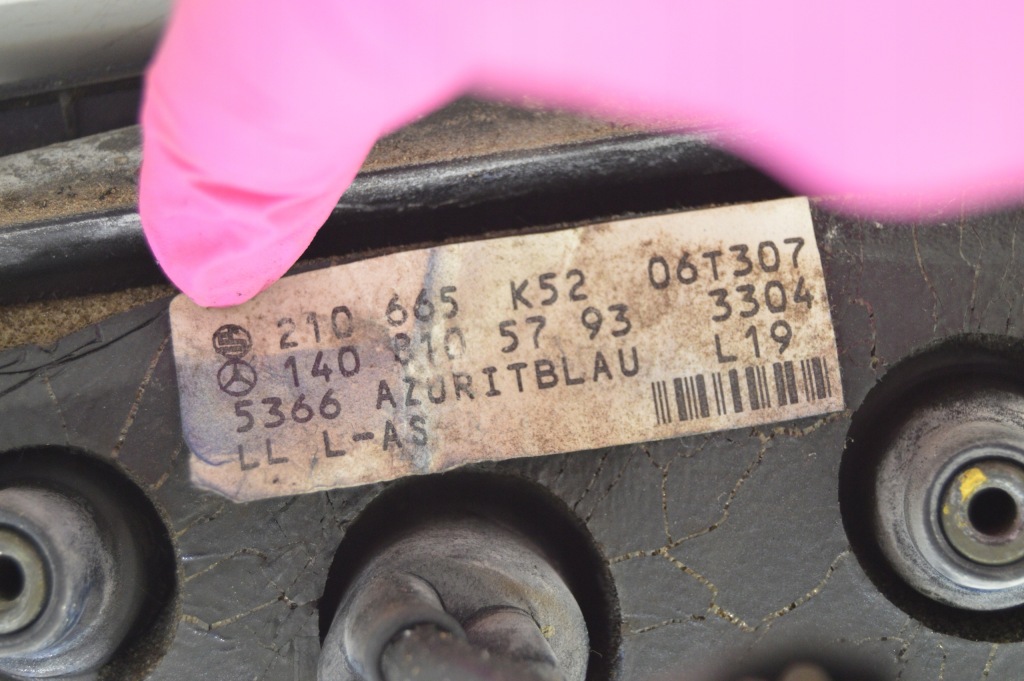 210 665 K52 06T307
140 810 57 93 3304
5366 AZURITBLAU L19
LL L-AS